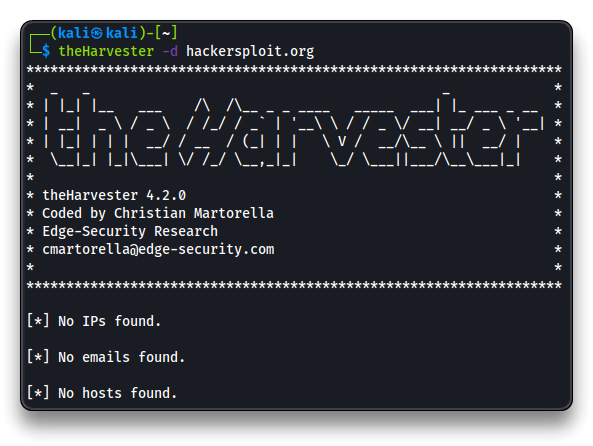 ┌──(kali㉿kali)-[~]
└─$ theHarvester -d hackersploit.org
*******************************************************************
*  _   _                                            _             *
* | |_| |__   ___    /\  /\__ _ _ ____   _____  ___| |_ ___ _ __  *
* | __|  _ \ / _ \  / /_/ / _` | '__\ \ / / _ \/ __| __/ _ \ '__| *
* | |_| | | |  __/ / __  / (_| | |   \ V /  __/\__ \ ||  __/ |    *
*  \__|_| |_|\___| \/ /_/ \__,_|_|    \_/ \___||___/\__\___|_|    *
*                                                                 *
* theHarvester 4.2.0                                              *
* Coded by Christian Martorella                                   *
* Edge-Security Research                                          *
* cmartorella@edge-security.com                                   *
*                                                                 *
*******************************************************************
[*] No IPs found.
[*] No emails found.
[*] No hosts found.